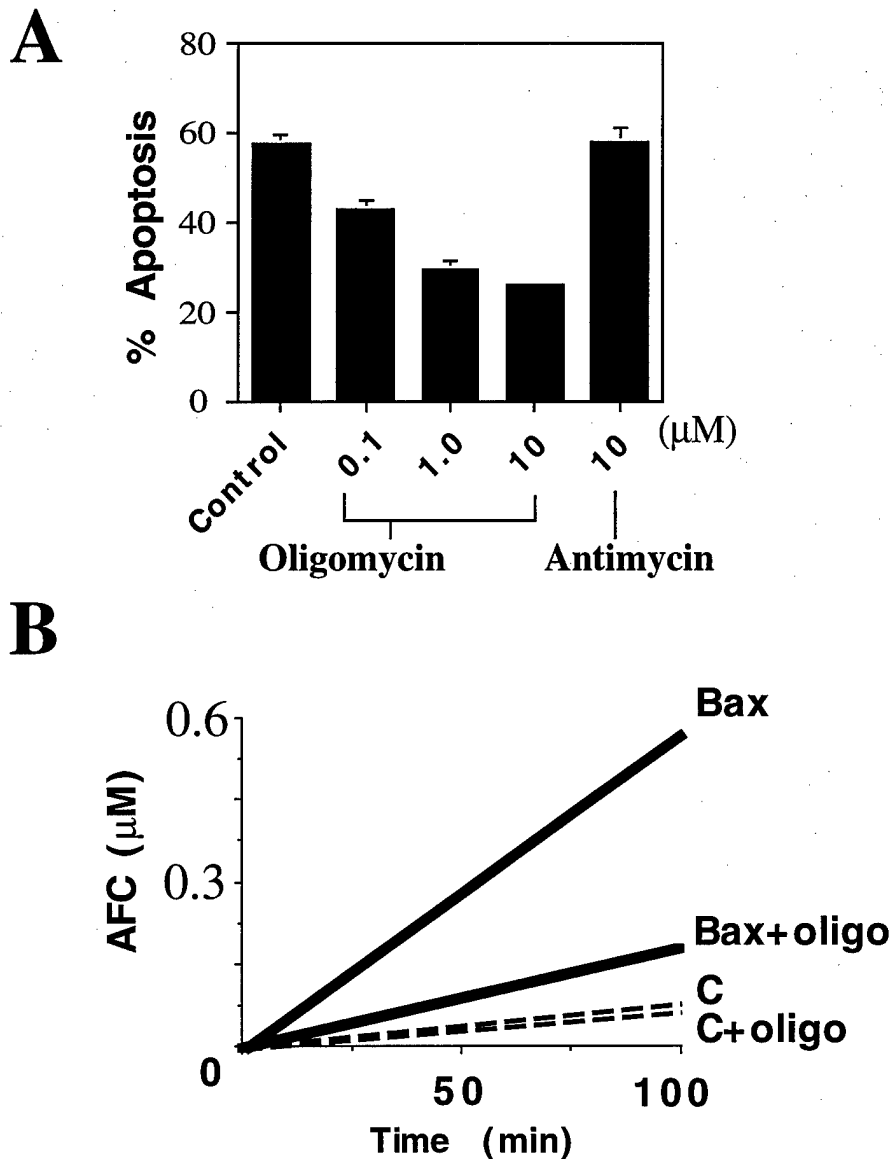 A
80
60
40
20
0
% Apoptosis
Control
0.1
1.0
10
10
(μM)
Oligomycin
Antimycin
B
0.6
0.3
0
AFC (μM)
Bax
Bax+oligo
C
C+oligo
50
100
Time (min)